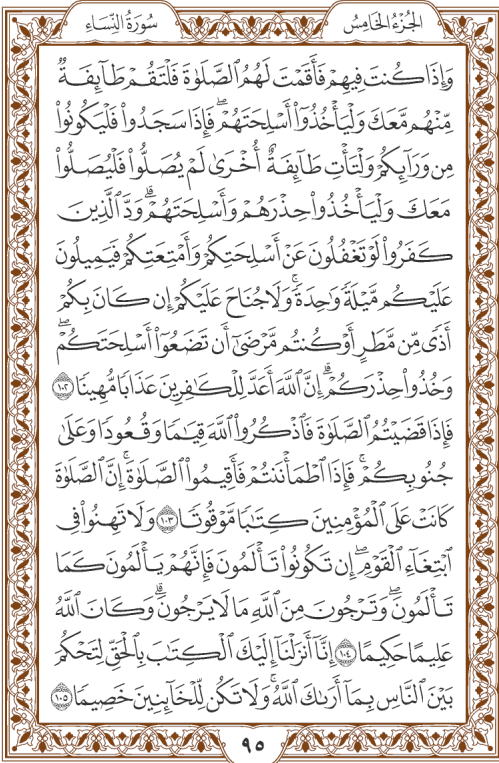 الجُزْءُ الخَامِسُ سُورَةُ النِّسَاءِ
وَإِذَا كُنتَ فِيهِمْ فَأَقَمْتَ لَهُمُ ٱلصَّلَوٰةَ فَلْتَقُمْ طَآئِفَةٌ
مِّنْهُم مَّعَكَ وَلْيَأْخُذُوٓا۟ أَسْلِحَتَهُمْ ۖ فَإِذَا سَجَدُوا۟ فَلْيَكُونُوا۟
مِن وَرَآئِكُمْ وَلْتَأْتِ طَآئِفَةٌ أُخْرَىٰ لَمْ يُصَلُّوا۟ فَلْيُصَلُّوا۟
مَعَكَ وَلْيَأْخُذُوا۟ حِذْرَهُمْ وَأَسْلِحَتَهُمْ ۗ وَدَّ ٱلَّذِينَ
كَفَرُوا۟ لَوْ تَغْفُلُونَ عَنْ أَسْلِحَتِكُمْ وَأَمْتِعَتِكُمْ فَيَمِيلُونَ
عَلَيْكُم مَّيْلَةً وَٰحِدَةً ۚ وَلَا جُنَاحَ عَلَيْكُمْ إِن كَانَ بِكُمْ
أَذًى مِّن مَّطَرٍ أَوْ كُنتُم مَّرْضَىٰٓ أَن تَضَعُوٓا۟ أَسْلِحَتَكُمْ ۖ
وَخُذُوا۟ حِذْرَكُمْ ۗ إِنَّ ٱللَّهَ أَعَدَّ لِلْكَٰفِرِينَ عَذَابًا مُّهِينًا ١٠٢
فَإِذَا قَضَيْتُمُ ٱلصَّلَوٰةَ فَٱذْكُرُوا۟ ٱللَّهَ قِيَٰمًا وَقُعُودًا وَعَلَىٰ
جُنُوبِكُمْ ۚ فَإِذَا ٱطْمَأْنَنتُمْ فَأَقِيمُوا۟ ٱلصَّلَوٰةَ ۚ إِنَّ ٱلصَّلَوٰةَ
كَانَتْ عَلَى ٱلْمُؤْمِنِينَ كِتَٰبًا مَّوْقُوتًا ١٠٣ وَلَا تَهِنُوا۟ فِى
ٱبْتِغَآءِ ٱلْقَوْمِ ۖ إِن تَكُونُوا۟ تَأْلَمُونَ فَإِنَّهُمْ يَأْلَمُونَ كَمَا
تَأْلَمُونَ ۖ وَتَرْجُونَ مِنَ ٱللَّهِ مَا لَا يَرْجُونَ ۗ وَكَانَ ٱللَّهُ
عَلِيمًا حَكِيمًا ١٠٤ إِنَّآ أَنزَلْنَآ إِلَيْكَ ٱلْكِتَٰبَ بِٱلْحَقِّ لِتَحْكُمَ
بَيْنَ ٱلنَّاسِ بِمَآ أَرَىٰكَ ٱللَّهُ ۚ وَلَا تَكُن لِّلْخَآئِنِينَ خَصِيمًا ١٠٥
٩٥